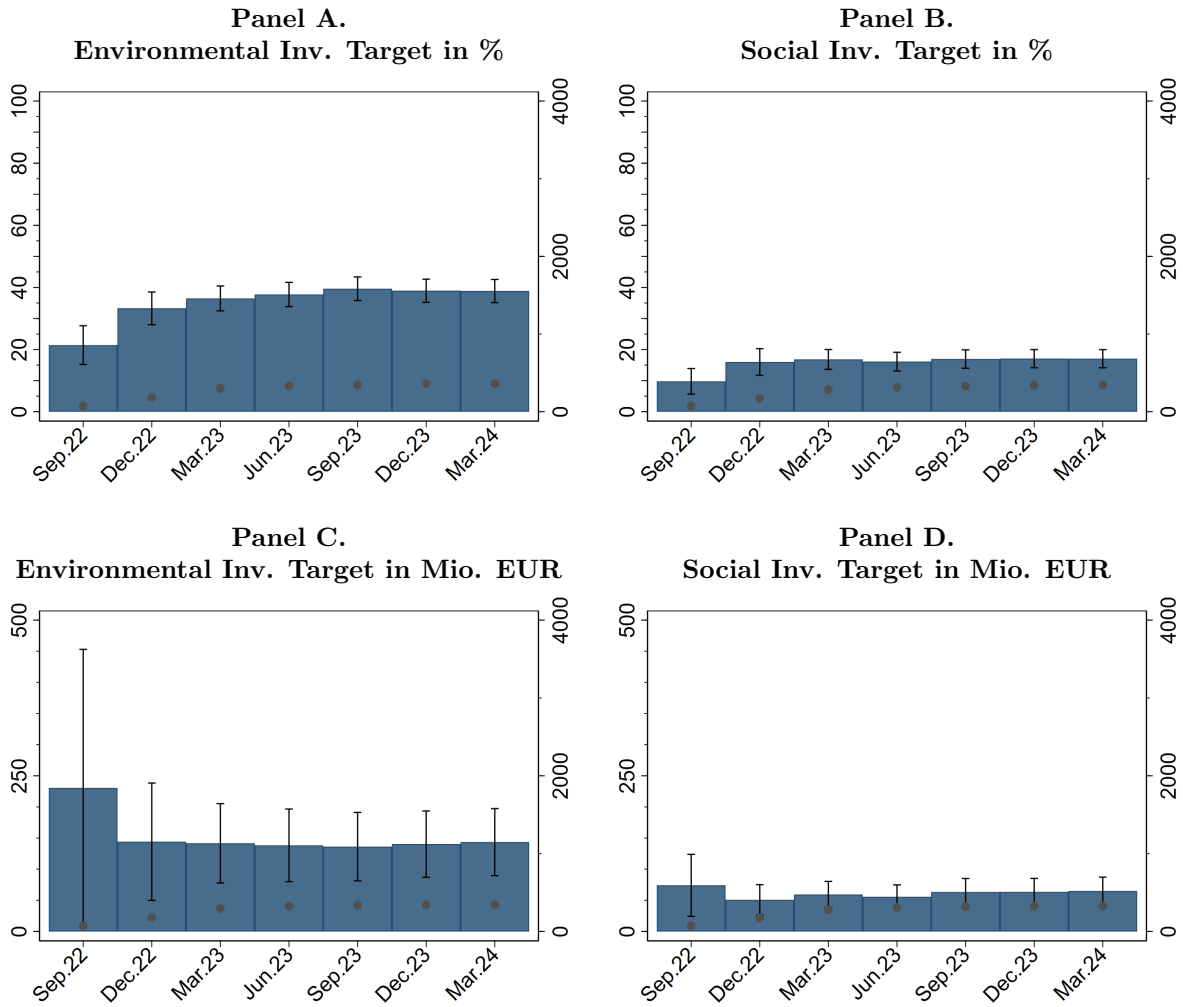 Panel A.
Environmental Inv. Target in %
100
80
60
40
20
0
4000
2000
0
Sep.22
Dec.22
Mar.23
Jun.23
Sep.23
Dec.23
Mar.24
Panel B.
Social Inv. Target in %
100
80
60
40
20
0
4000
2000
0
Sep.22
Dec.22
Mar.23
Jun.23
Sep.23
Dec.23
Mar.24
Panel C.
Environmental Inv. Target in Mio. EUR
500
250
0
4000
2000
0
Sep.22
Dec.22
Mar.23
Jun.23
Sep.23
Dec.23
Mar.24
Panel D.
Social Inv. Target in Mio. EUR
500
250
0
4000
2000
0
Sep.22
Dec.22
Mar.23
Jun.23
Sep.23
Dec.23
Mar.24